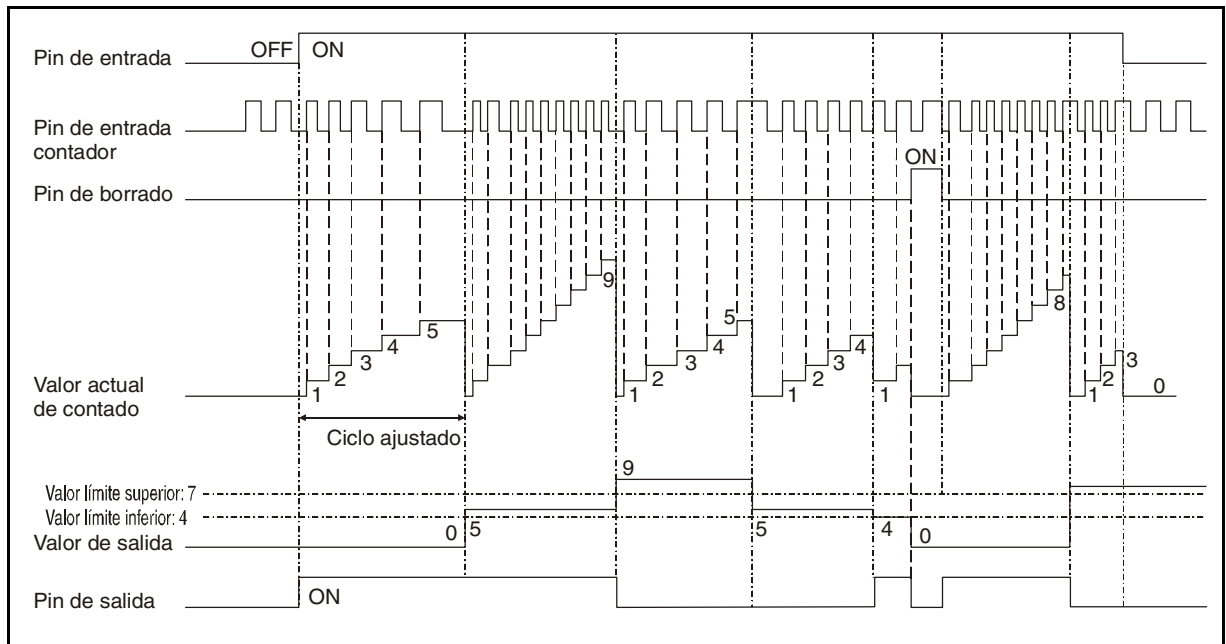 Pin de entrada
OFF
ON
Pin de entrada
contador
ON
Pin de borrado
Valor actual
de contado
1
2
3
4
5
9
1
2
3
4
5
1
2
3
4
1
8
1
2
3
0
Ciclo ajustado
9
Valor límite superior: 7
Valor límite inferior: 4
Valor de salida
0
5
5
4
0
Pin de salida
ON